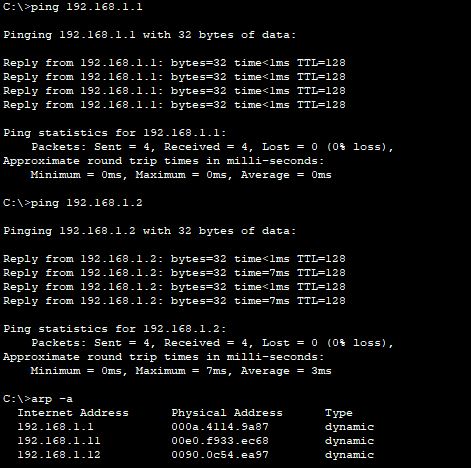 C:\>ping 192.168.1.1
Pinging 192.168.1.1 with 32 bytes of data:
Reply from 192.168.1.1: bytes=32 time<1ms TTL=128
Reply from 192.168.1.1: bytes=32 time<1ms TTL=128
Reply from 192.168.1.1: bytes=32 time<1ms TTL=128
Reply from 192.168.1.1: bytes=32 time<1ms TTL=128
Ping statistics for 192.168.1.1:
Packets: Sent = 4, Received = 4, Lost = 0 (0% loss),
Approximate round trip times in milli-seconds:
Minimum = 0ms, Maximum = 0ms, Average = 0ms
C:\>ping 192.168.1.2
Pinging 192.168.1.2 with 32 bytes of data:
Reply from 192.168.1.2: bytes=32 time<1ms TTL=128
Reply from 192.168.1.2: bytes=32 time=7ms TTL=128
Reply from 192.168.1.2: bytes=32 time<1ms TTL=128
Reply from 192.168.1.2: bytes=32 time=7ms TTL=128
Ping statistics for 192.168.1.2:
Packets: Sent = 4, Received = 4, Lost = 0 (0% loss),
Approximate round trip times in milli-seconds:
Minimum = 0ms, Maximum = 7ms, Average = 3ms
C:\>arp -a
Internet Address Physical Address Type
192.168.1.1 000a.4114.9a87 dynamic
192.168.1.11 00e0.f933.ec68 dynamic
192.168.1.12 0090.0c54.ea97 dynamic